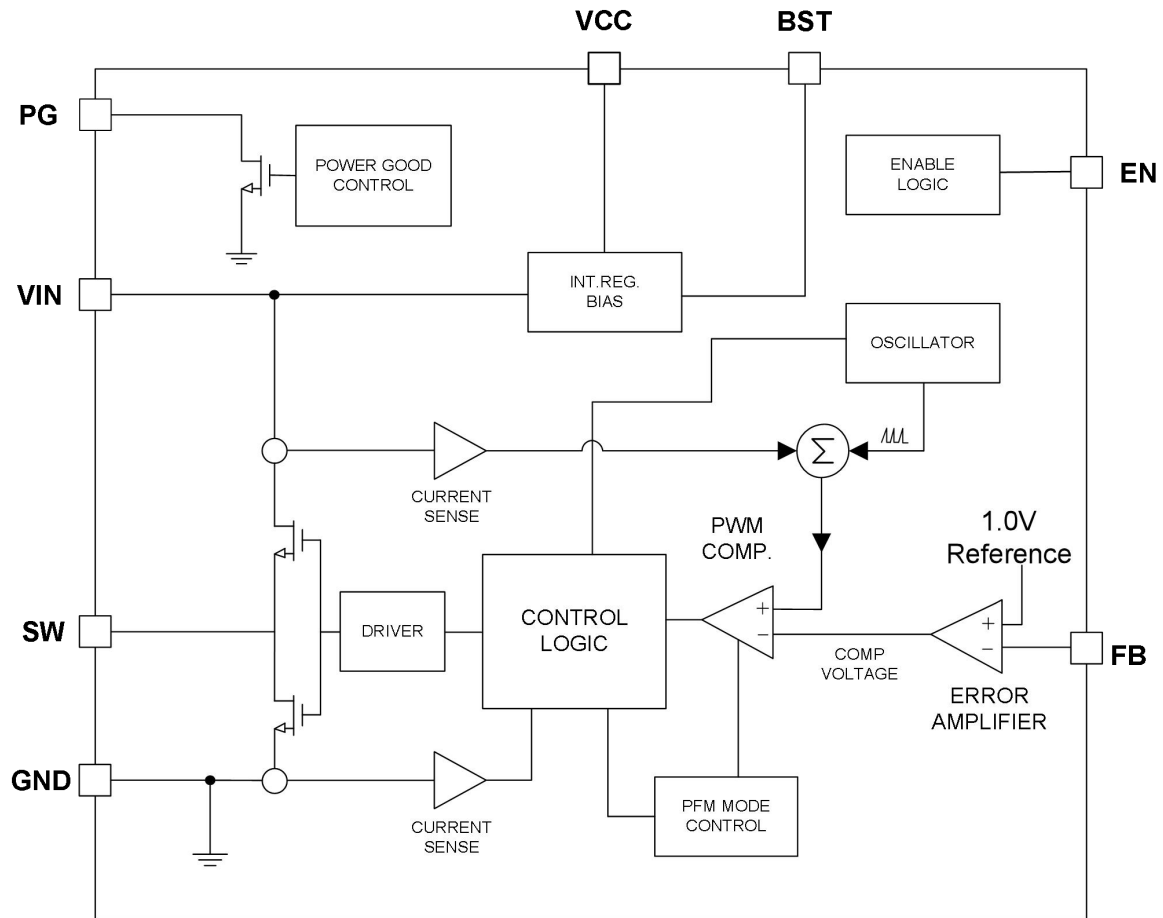 VCC
BST
PG
POWER GOOD
CONTROL
ENABLE
LOGIC
EN
VIN
INT.REG.
BIAS
OSCILLATOR
Σ
CURRENT
SENSE
PWM
COMP.
1.0V
Reference
SW
DRIVER
CONTROL
LOGIC
+
−
COMP
VOLTAGE
+
−
FB
ERROR
AMPLIFIER
GND
CURRENT
SENSE
PFM MODE
CONTROL